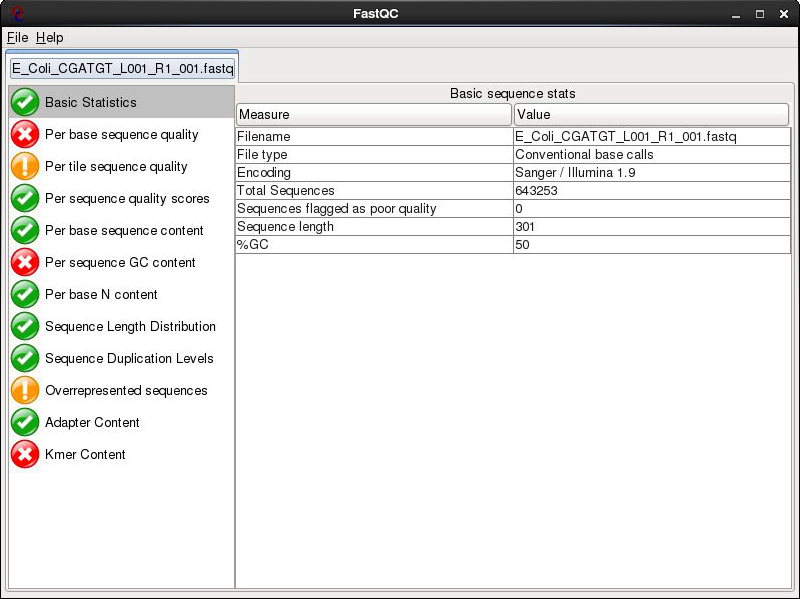 FastQC
File Help
E_Coli_CGATGT_L001_R1_001.fastq
Basic Statistics
Per base sequence quality
Per tile sequence quality
Per sequence quality scores
Per base sequence content
Per sequence GC content
Per base N content
Sequence Length Distribution
Sequence Duplication Levels
Overrepresented sequences
Adapter Content
Kmer Content
Basic sequence stats
Measure Value
Filename E_Coli_CGATGT_L001_R1_001.fastq
File type Conventional base calls
Encoding Sanger / Illumina 1.9
Total Sequences 643253
Sequences flagged as poor quality 0
Sequence length 301
%GC 50